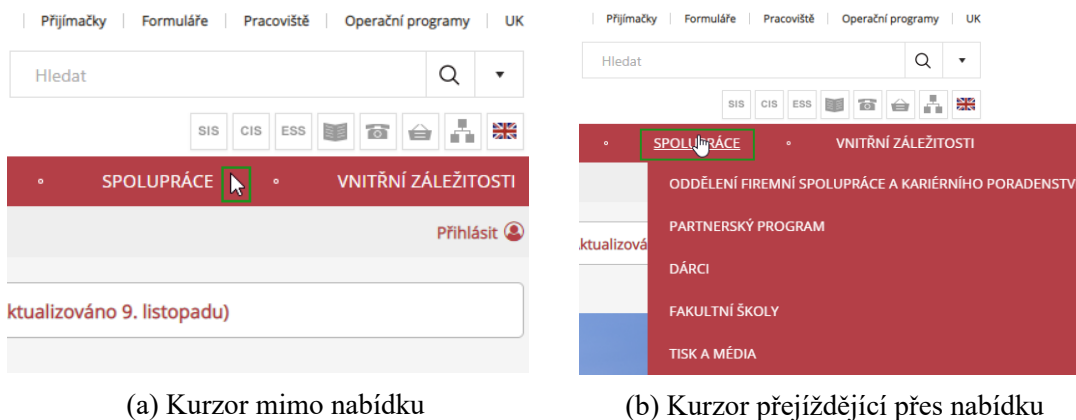 Přijímačky Formuláře Pracoviště Operační programy UK
Hledat
SIS CIS ESS
SPOLUPRÁCE VNITŘNÍ ZÁLEŽITOSTI
Přihlásit
ktualizováno 9. listopadu)
(a) Kurzor mimo nabídku
Přijímačky Formuláře Pracoviště Operační programy UK
Hledat
SIS CIS ESS
SPOLUPRÁCE VNITŘNÍ ZÁLEŽITOSTI
ODDĚLENÍ FIREMNÍ SPOLUPRÁCE A KARIÉRNÍHO PORADENSTV
PARTNERSKÝ PROGRAM
ktualizová
DÁRCI
FAKULTNÍ ŠKOLY
TISK A MÉDIA
(b) Kurzor přejíždějící přes nabídku